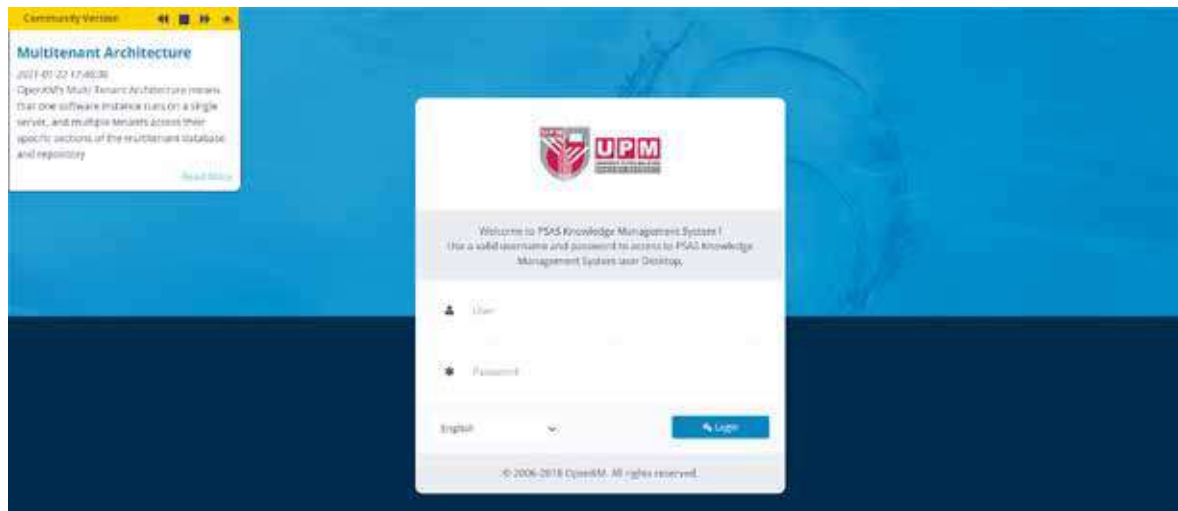 Community Version
Multitenant Architecture
2021-01-22 17:46:38
OpenKM's Multi Tenant Architecture means
that one software instance runs on a single
server, and multiple tenants access their
specific sections of the multitenant database
and repository
Read More
UPM
Welcome to PSAS Knowledge Management System !
Use a valid username and password to access to PSAS Knowledge
Management System user Desktop.
User
Password
English
Login
© 2006-2018 OpenKM. All rights reserved.